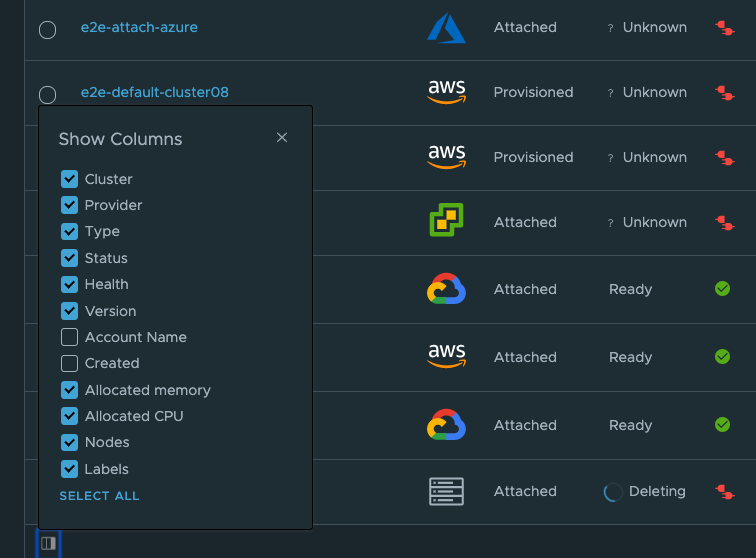 e2e-attach-azure Attached ? Unknown
e2e-default-cluster08 aws Provisioned ? Unknown
Show Columns
aws Provisioned ? Unknown
Cluster
Provider
Attached ? Unknown
Type
Status
Health
Attached Ready
Version
Account Name
Created
aws Attached Ready
Allocated memory
Allocated CPU
Attached Ready
Nodes
Labels
SELECT ALL
Attached Deleting